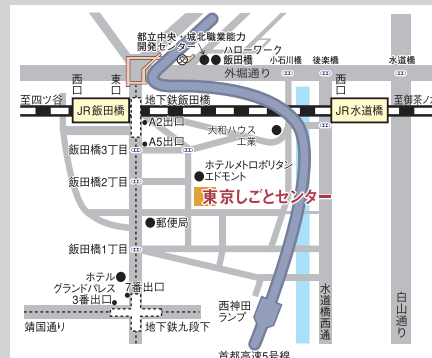 都立中央・城北職業能力
開発センター
ハローワーク
飯田橋
小石川橋
後楽橋
水道橋
外堀通り
西口
東口
西口
至四ツ谷
JR飯田橋
地下鉄飯田橋
JR水道橋
至御茶ノ
A2出口
大和ハウス
工業
A5出口
飯田橋3丁目
ホテルメトロポリタン
エドモント
飯田橋2丁目
東京しごとセンター
郵便局
飯田橋1丁目
ホテル
グランドパレス
7番出口
3番出口
西神田
ランプ
水道橋西通
白山通り
靖国通り
地下鉄九段下
首都高速5号線